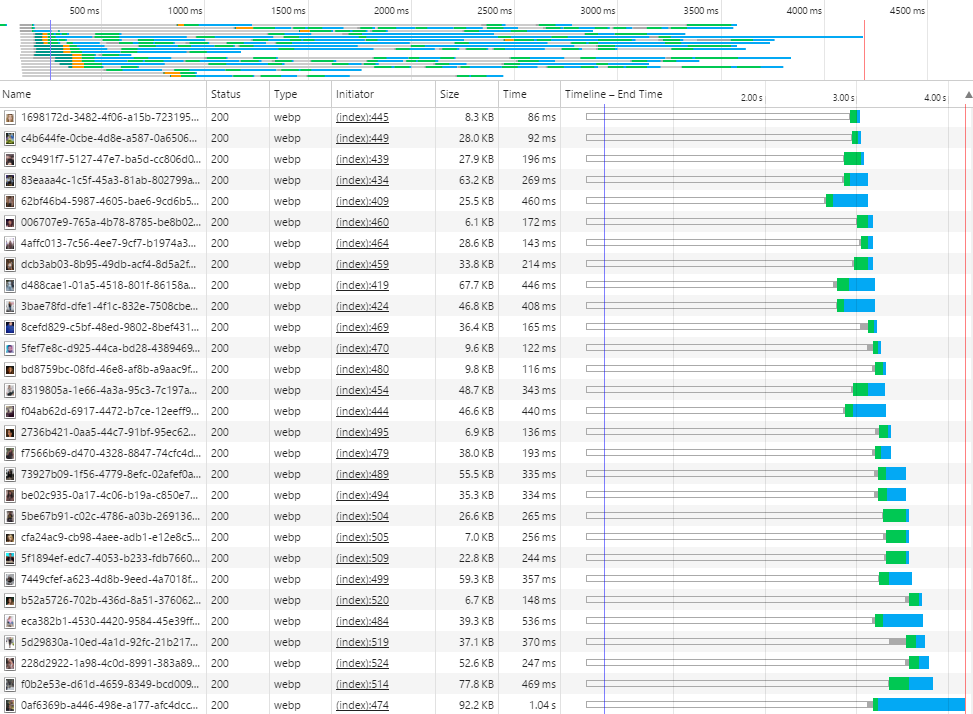 500 ms 1000 ms 1500 ms 2000 ms 2500 ms 3000 ms 3500 ms 4000 ms 4500 ms
Name Status Type Initiator Size Time Timeline – End Time 2.00 s 3.00 s 4.00 s ▲
1698172d-3482-4f06-a15b-723195... 200 webp (index):445 8.3 KB 86 ms
c4b644fe-0cbe-4d8e-a587-0a6506... 200 webp (index):449 28.0 KB 92 ms
cc9491f7-5127-47e7-ba5d-cc806d0... 200 webp (index):439 27.9 KB 196 ms
83eaaa4c-1c5f-45a3-81ab-802799a... 200 webp (index):434 63.2 KB 269 ms
62bf46b4-5987-4605-bae6-9cd6b5... 200 webp (index):409 25.5 KB 460 ms
006707e9-765a-4b78-8785-be8b02... 200 webp (index):460 6.1 KB 172 ms
4affc013-7c56-4ee7-9cf7-b1974a3... 200 webp (index):464 28.6 KB 143 ms
dcb3ab03-8b95-49db-acf4-8d5a2f... 200 webp (index):459 33.8 KB 214 ms
d488cae1-01a5-4518-801f-86158a... 200 webp (index):419 67.7 KB 446 ms
3bae78fd-dfe1-4f1c-832e-7508cbe... 200 webp (index):424 46.8 KB 408 ms
8cefd829-c5bf-48ed-9802-8bef431... 200 webp (index):469 36.4 KB 165 ms
5fef7e8c-d925-44ca-bd28-4389469... 200 webp (index):470 9.6 KB 122 ms
bd8759bc-08fd-46e8-af8b-a9aac9f... 200 webp (index):480 9.8 KB 116 ms
8319805a-1e66-4a3a-95c3-7c197a... 200 webp (index):454 48.7 KB 343 ms
f04ab62d-6917-4472-b7ce-12eeff9... 200 webp (index):444 46.6 KB 440 ms
2736b421-0aa5-44c7-91bf-95ec62... 200 webp (index):495 6.9 KB 136 ms
f7566b69-d470-4328-8847-74cfc4d... 200 webp (index):479 38.0 KB 193 ms
73927b09-1f56-4779-8efc-02afef0a... 200 webp (index):489 55.5 KB 335 ms
be02c935-0a17-4c06-b19a-c850e7... 200 webp (index):494 35.3 KB 334 ms
5be67b91-c02c-4786-a03b-269136... 200 webp (index):504 26.6 KB 265 ms
cfa24ac9-cb98-4aee-adb1-e12e8c5... 200 webp (index):505 7.0 KB 256 ms
5f1894ef-edc7-4053-b233-fdb7660... 200 webp (index):509 22.8 KB 244 ms
7449cfef-a623-4d8b-9eed-4a7018f... 200 webp (index):499 59.3 KB 357 ms
b52a5726-702b-436d-8a51-376062... 200 webp (index):520 6.7 KB 148 ms
eca382b1-4530-4420-9584-45e39ff... 200 webp (index):484 39.3 KB 536 ms
5d29830a-10ed-4a1d-92fc-21b217... 200 webp (index):519 37.1 KB 370 ms
228d2922-1a98-4c0d-8991-383a89... 200 webp (index):524 52.6 KB 247 ms
f0b2e53e-d61d-4659-8349-bcd009... 200 webp (index):514 77.8 KB 469 ms
0af6369b-a446-498e-a177-afc4dcc... 200 webp (index):474 92.2 KB 1.04 s